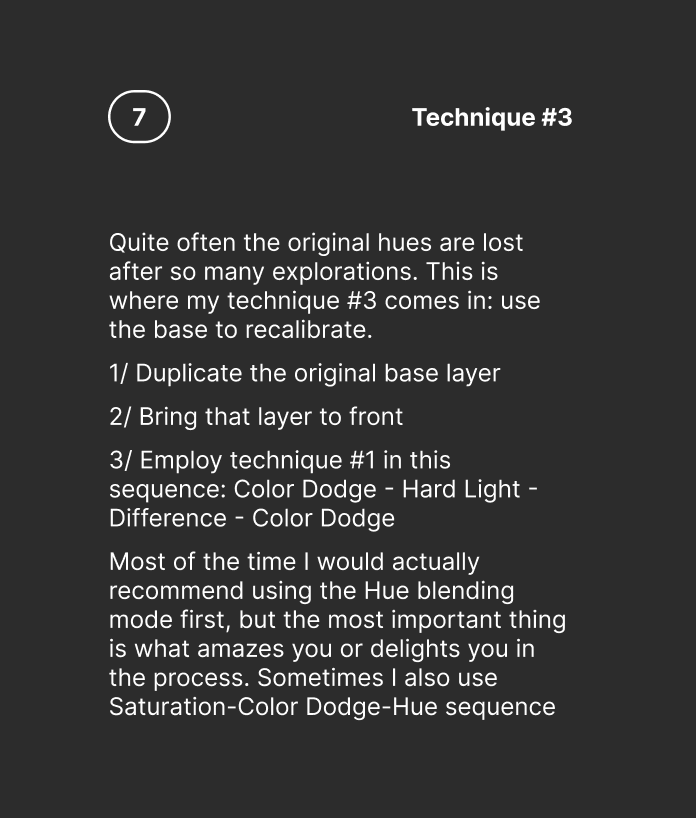 7
Technique #3
Quite often the original hues are lost
after so many explorations. This is
where my technique #3 comes in: use
the base to recalibrate.
1/ Duplicate the original base layer
2/ Bring that layer to front
3/ Employ technique #1 in this
sequence: Color Dodge - Hard Light -
Difference - Color Dodge
Most of the time I would actually
recommend using the Hue blending
mode first, but the most important thing
is what amazes you or delights you in
the process. Sometimes I also use
Saturation-Color Dodge-Hue sequence